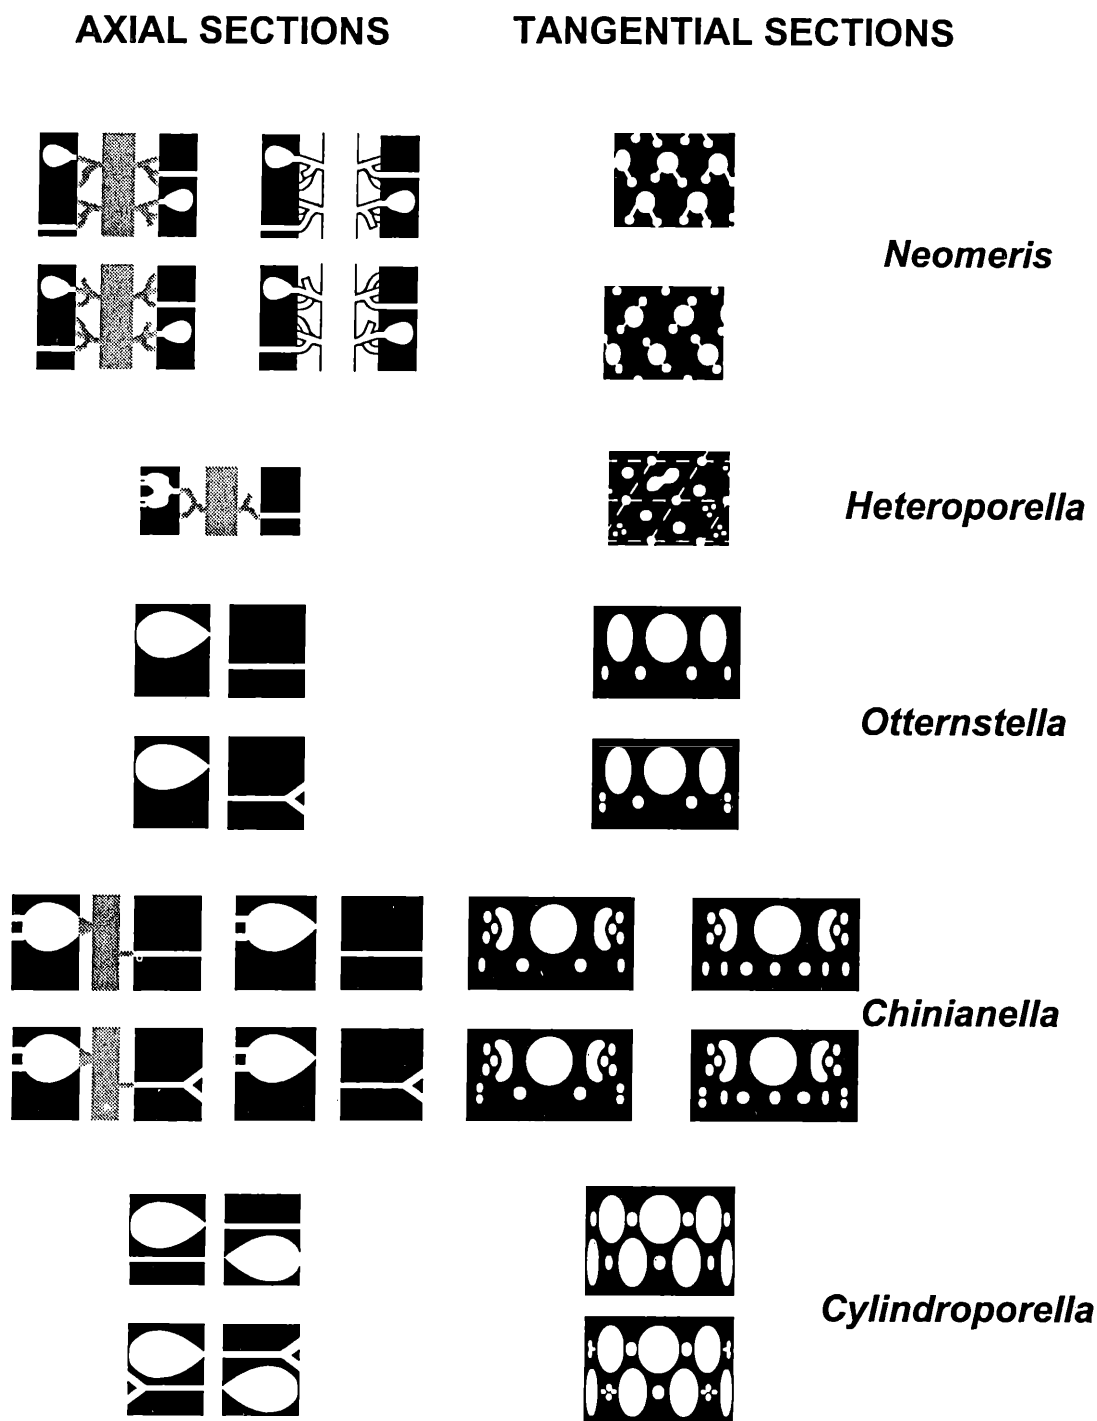 AXIAL SECTIONS TANGENTIAL SECTIONS
Neomeris
Heteroporella
Otternstella
Chinianella
Cylindroporella